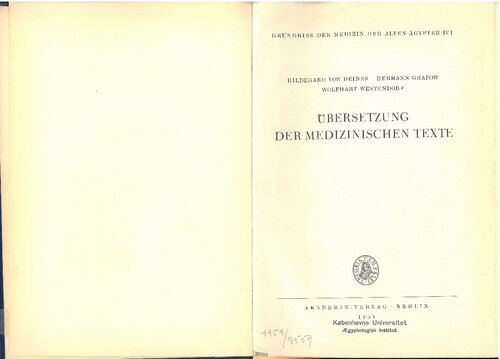 GRUNDRISS DER MEDIZIN DER ALTEN ÄGYPTER IV 1
HILDEGARD VON DEINES HERMANN GRAPOW
WOLFHART WESTENDORF
ÜBERSETZUNG
DER MEDIZINISCHEN TEXTE
AKADEMIE-VERLAG · BERLIN
1958
Københavns Universitet
Ægyptologisk Institut